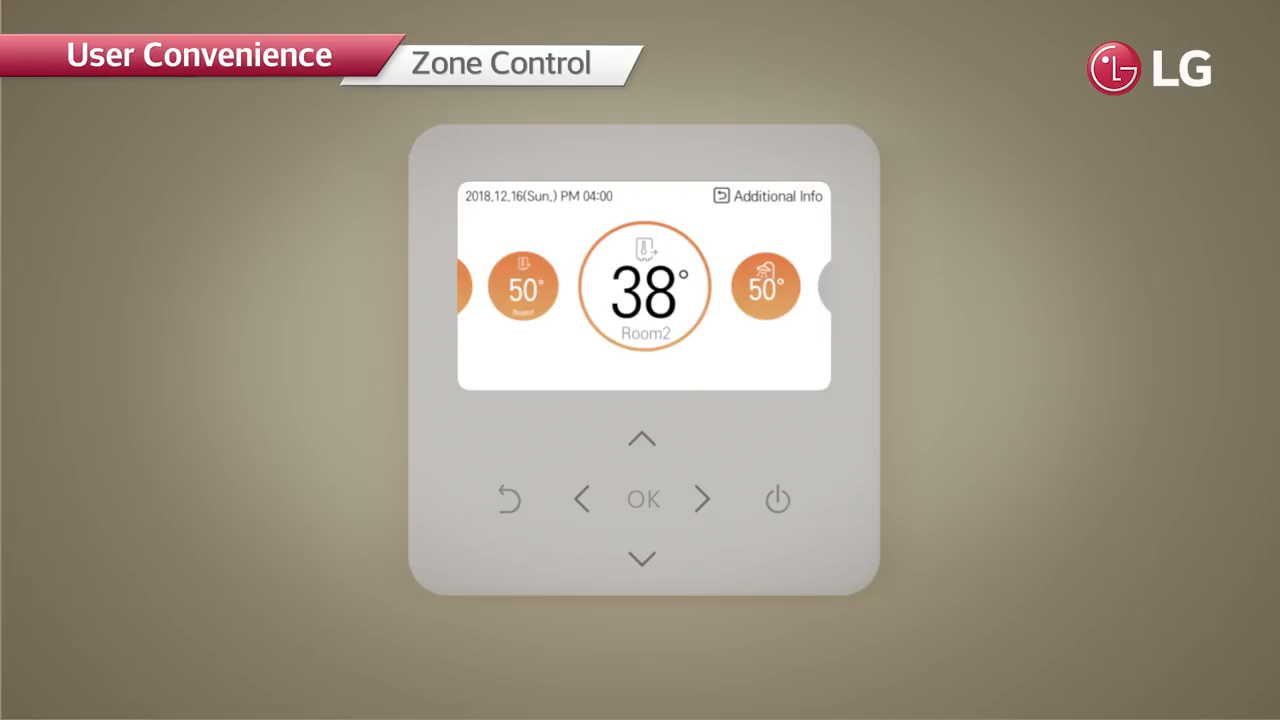 User Convenience
Zone Control
LG
2018.12.16(Sun.) PM 04:00
Additional Info
50°
38°
Room2
50°
OK